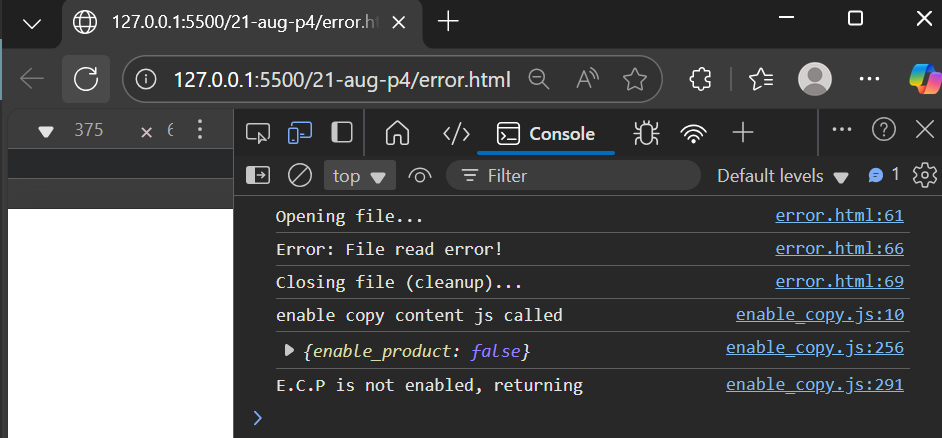 127.0.0.1:5500/21-aug-p4/error.ht
127.0.0.1:5500/21-aug-p4/error.html
375 × 6
Console
top Filter Default levels 1
Opening file... error.html:61
Error: File read error! error.html:66
Closing file (cleanup)... error.html:69
enable copy content js called enable_copy.js:10
{enable_product: false} enable_copy.js:256
E.C.P is not enabled, returning enable_copy.js:291